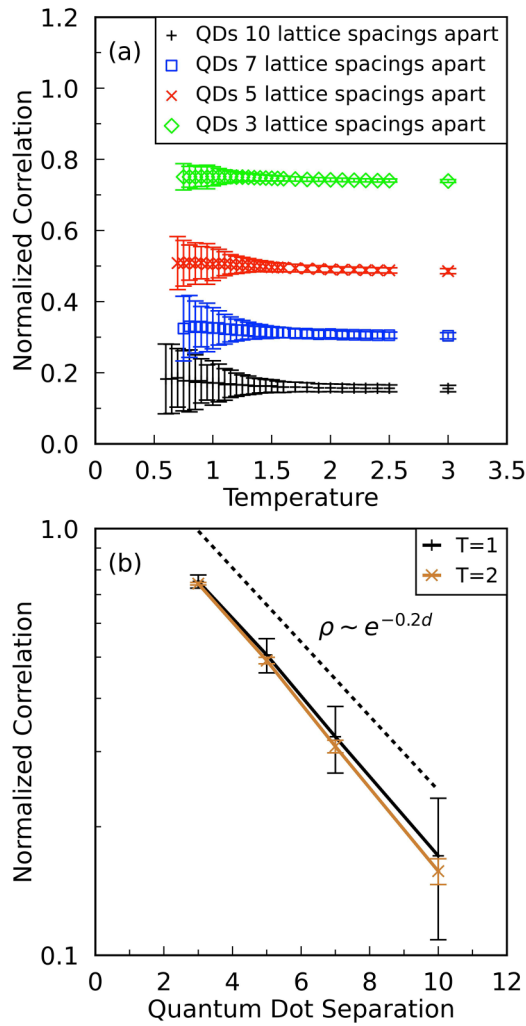 (a)
QDs 10 lattice spacings apart
QDs 7 lattice spacings apart
QDs 5 lattice spacings apart
QDs 3 lattice spacings apart
Normalized Correlation
1.2
1.0
0.8
0.6
0.4
0.2
0.0
0 0.5 1 1.5 2 2.5 3 3.5
Temperature
(b)
T=1
T=2
ρ ~ e^{-0.2d}
Normalized Correlation
1.0
0.1
0 2 4 6 8 10 12
Quantum Dot Separation